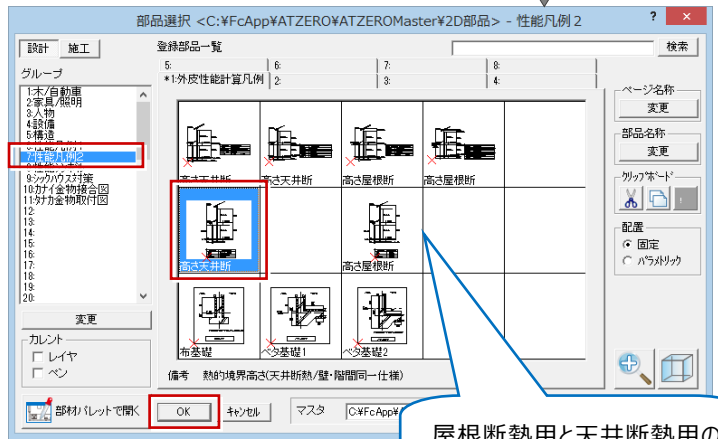 部品選択 <C:¥FcApp¥ATZERO¥ATZEROMaster¥2D部品> - 性能凡例２
?
×
設計
施工
登録部品一覧
検索
グループ
5:
6:
7:
8:
*1:外皮性能計算凡例
2:
3:
4:
1:木/自動車
2:家具/照明
3:人物
4:設備
5:構造
7:性能凡例2
9:シックハウス対策
10:カナイ金物接合図
11:タナカ金物取付図
12:
13:
14:
15:
16:
17:
18:
19:
20:
変更
カレント
レイヤ
ペン
高さ天井断
高さ天井断
高さ屋根断
高さ屋根断
高さ天井断
高さ屋根断
布基礎
ベタ基礎1
ベタ基礎2
備考　熱的境界高さ(天井断熱/壁・階間同一仕様)
ページ名称
変更
部品名称
変更
クリップボード
配置
固定
パラメトリック
部材パレットで開く
OK
キャンセル
マスタ
C:¥FcApp¥
屋根断熱用と天井断熱用の